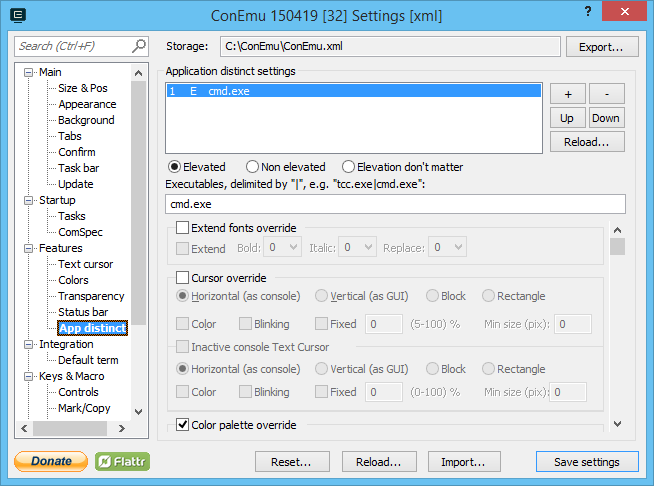 ConEmu 150419 [32] Settings [xml]
?
Search (Ctrl+F)
Storage:
C:\ConEmu\ConEmu.xml
Export...
Main
Size & Pos
Appearance
Background
Tabs
Confirm
Task bar
Update
Startup
Tasks
ComSpec
Features
Text cursor
Colors
Transparency
Status bar
App distinct
Integration
Default term
Keys & Macro
Controls
Mark/Copy
Application distinct settings
1 E cmd.exe
+ -
Up Down
Reload...
Elevated Non elevated Elevation don't matter
Executables, delimited by "|", e.g. "tcc.exe|cmd.exe":
cmd.exe
Extend fonts override
Extend Bold: 0 Italic: 0 Replace: 0
Cursor override
Horizontal (as console) Vertical (as GUI) Block Rectangle
Color Blinking Fixed 0 (5-100) % Min size (pix): 0
Inactive console Text Cursor
Horizontal (as console) Vertical (as GUI) Block Rectangle
Color Blinking Fixed 0 (0-100) % Min size (pix): 0
Color palette override
Donate
Flattr
Reset... Reload... Import... Save settings